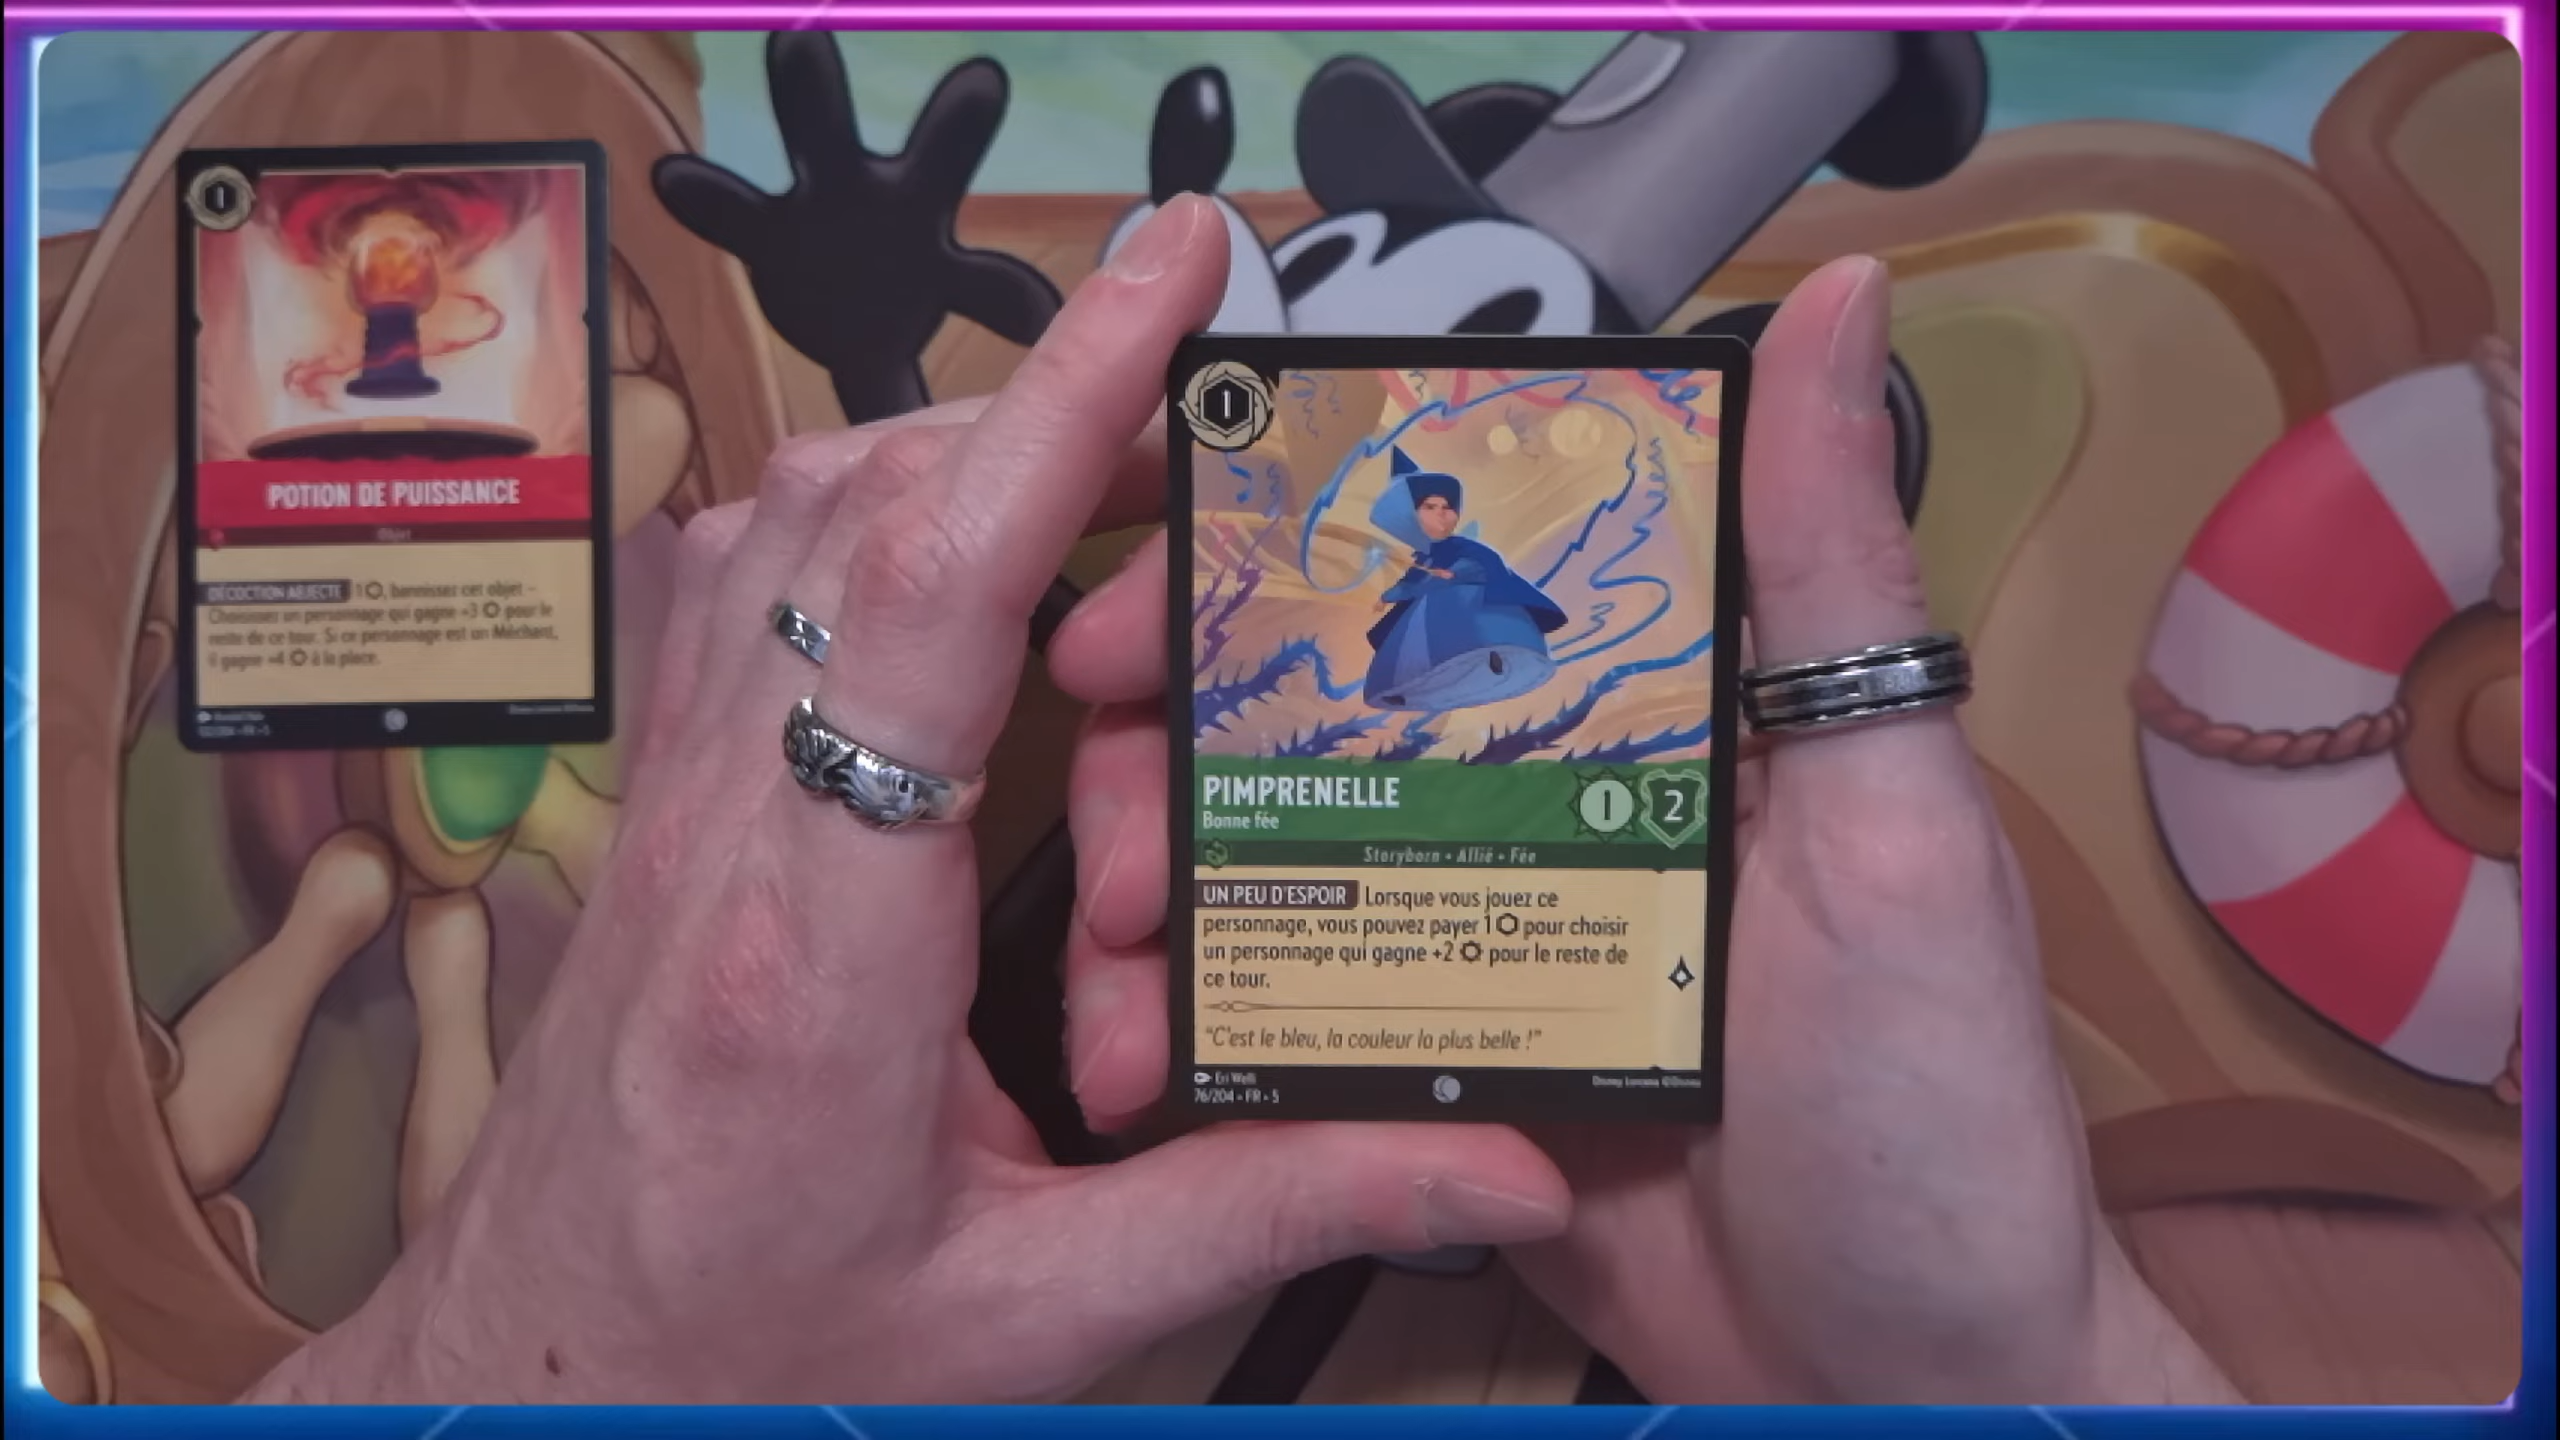 1
POTION DE PUISSANCE
Objet
DÉCOCTION ABJECTE 1, bannissez cet objet –
Choisissez un personnage qui gagne +3 pour le
reste de ce tour. Si ce personnage est un Méchant,
il gagne +4 à la place.
1
PIMPRENELLE
Bonne fée
1 2
Storyborn • Allié • Fée
UN PEU D'ESPOIR Lorsque vous jouez ce
personnage, vous pouvez payer 1 pour choisir
un personnage qui gagne +2 pour le reste de
ce tour.
"C'est le bleu, la couleur la plus belle !"
Eri Welli
76/204 • FR • 5
Disney Lorcana ©Disney